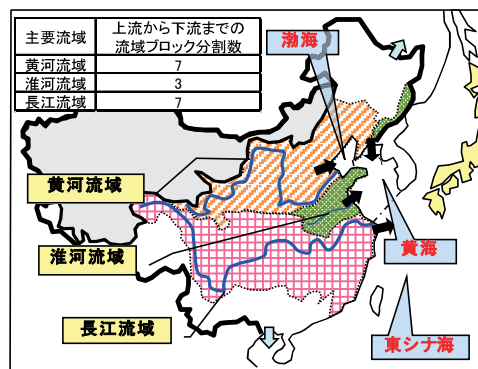 主要流域 上流から下流までの
流域ブロック分割数
黄河流域 7
淮河流域 3
長江流域 7
渤海
黄河流域
淮河流域
黄海
長江流域
東シナ海